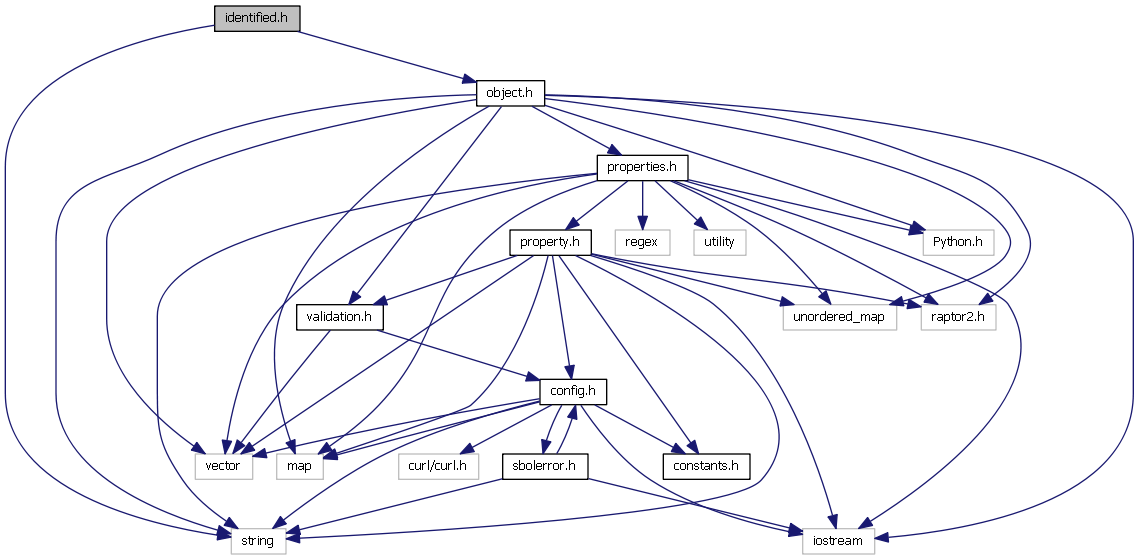 identified.h
object.h
properties.h
property.h
regex
utility
Python.h
validation.h
unordered_map
raptor2.h
config.h
vector
map
curl/curl.h
sbolerror.h
constants.h
string
iostream